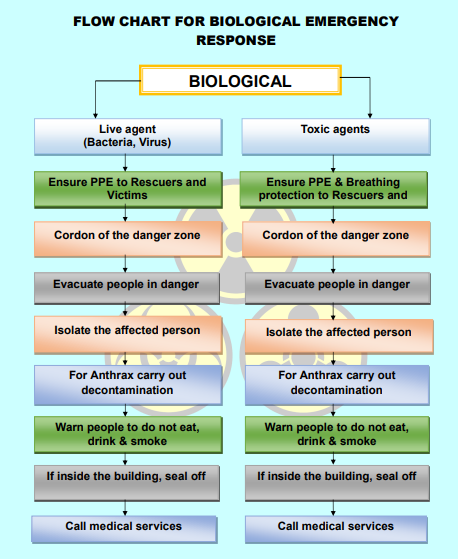 FLOW CHART FOR BIOLOGICAL EMERGENCY
RESPONSE
BIOLOGICAL
Live agent
(Bacteria, Virus)
Toxic agents
Ensure PPE to Rescuers and
Victims
Ensure PPE & Breathing
protection to Rescuers and
Cordon of the danger zone
Cordon of the danger zone
Evacuate people in danger
Evacuate people in danger
Isolate the affected person
Isolate the affected person
For Anthrax carry out
decontamination
For Anthrax carry out
decontamination
Warn people to do not eat,
drink & smoke
Warn people to do not eat,
drink & smoke
If inside the building, seal off
If inside the building, seal off
Call medical services
Call medical services